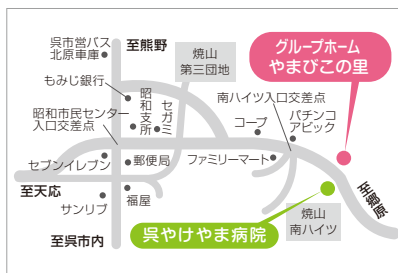 呉市営バス
北原車庫
至熊野
焼山
第三団地
グループホーム
やまびこの里
もみじ銀行
昭和支所
セガミ
昭和市民センター
入口交差点
南ハイツ入口交差点
コープ
パチンコ
アビック
セブンイレブン
郵便局
ファミリーマート
至天応
サンリブ
福屋
呉やけやま病院
焼山
南ハイツ
至郷原
至呉市内